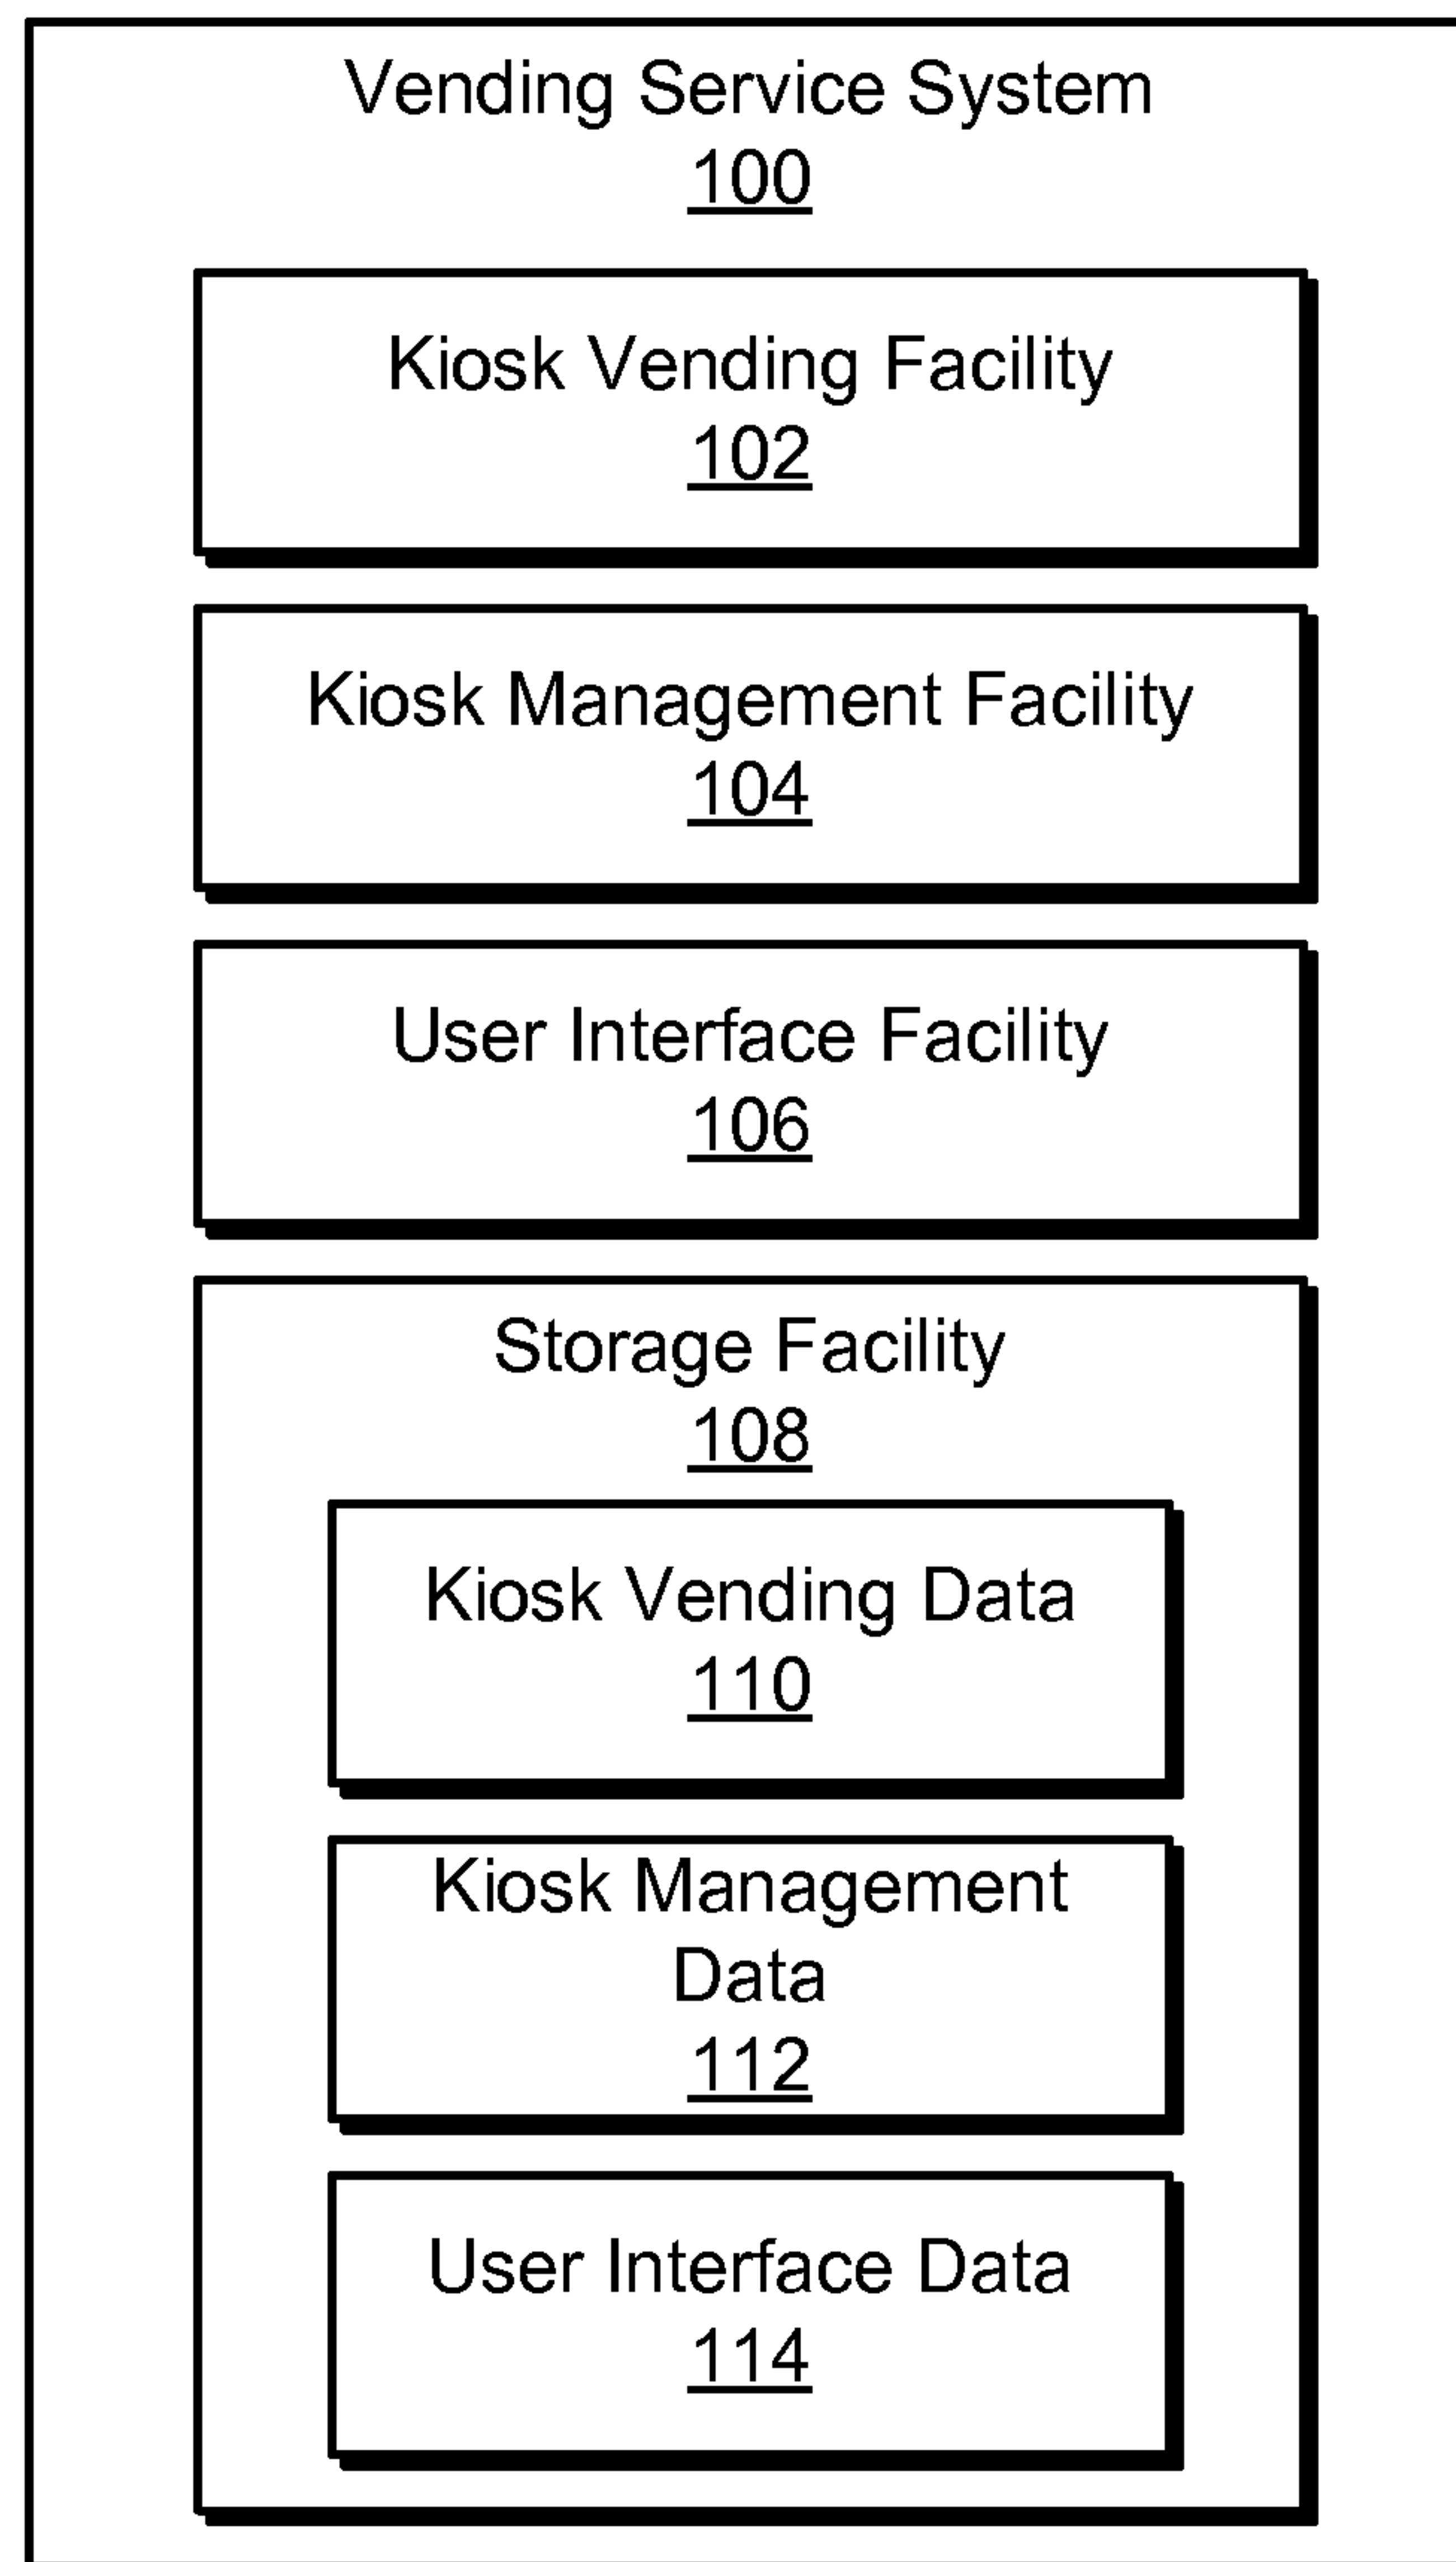 Vending Service System
100
Kiosk Vending Facility
102
Kiosk Management Facility
104
User Interface Facility
106
Storage Facility
108
Kiosk Vending Data
110
Kiosk Management
Data
112
User Interface Data
114